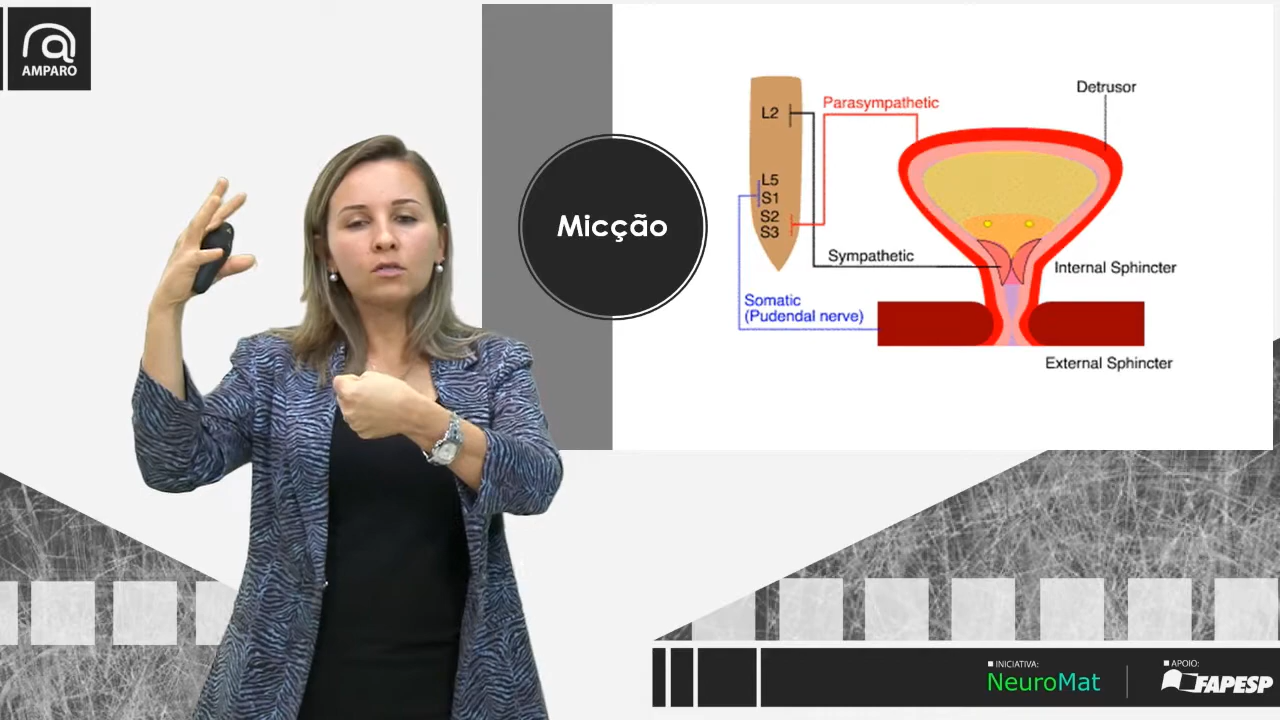 AMPARO
Micção
L2
L5
S1
S2
S3
Parasympathetic
Detrusor
Sympathetic
Internal Sphincter
Somatic
(Pudendal nerve)
External Sphincter
INICIATIVA:
NeuroMat
APOIO:
FAPESP